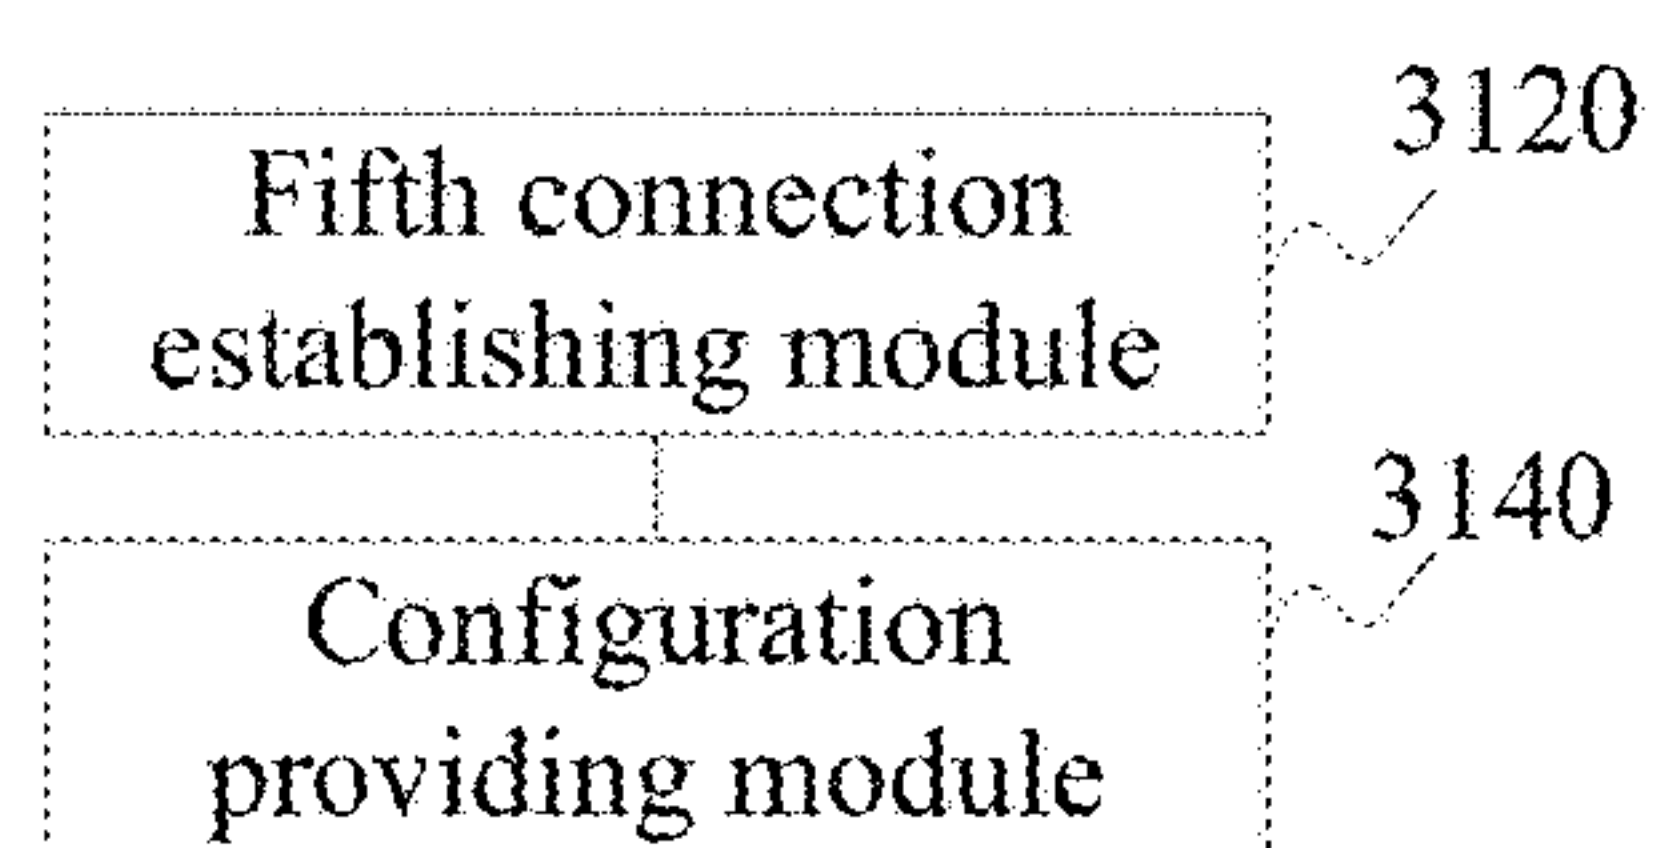 3120
Fifth connection
establishing module
3140
Configuration
providing module